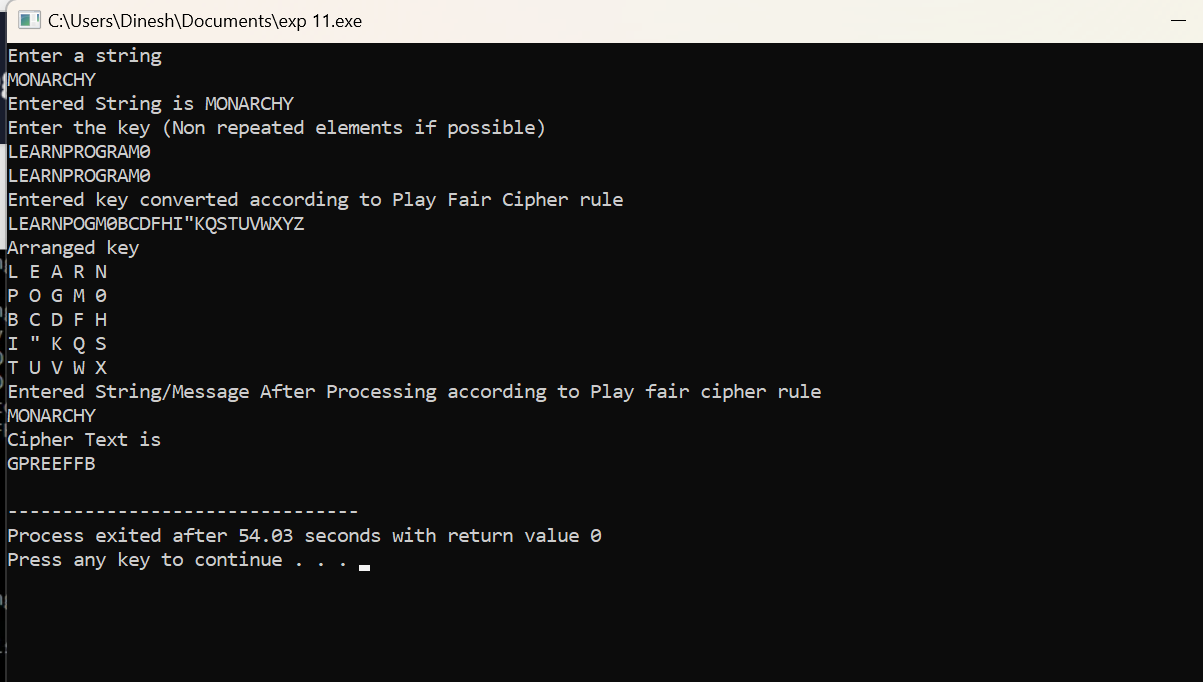 C:\Users\Dinesh\Documents\exp 11.exe
Enter a string
MONARCHY
Entered String is MONARCHY
Enter the key (Non repeated elements if possible)
LEARNPROGRAM0
LEARNPROGRAM0
Entered key converted according to Play Fair Cipher rule
LEARNPOGM0BCDFHI"KQSTUVWXYZ
Arranged key
L E A R N
P O G M 0
B C D F H
I " K Q S
T U V W X
Entered String/Message After Processing according to Play fair cipher rule
MONARCHY
Cipher Text is
GPREEFFB
--------------------------------
Process exited after 54.03 seconds with return value 0
Press any key to continue . . .